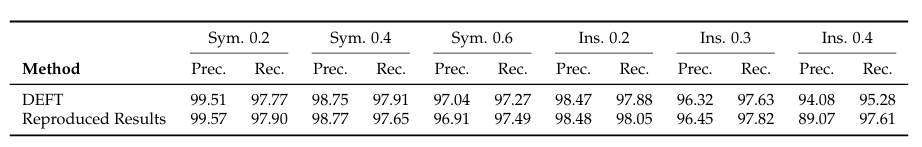 Sym. 0.2 Sym. 0.4 Sym. 0.6 Ins. 0.2 Ins. 0.3 Ins. 0.4
Method Prec. Rec. Prec. Rec. Prec. Rec. Prec. Rec. Prec. Rec. Prec. Rec.
DEFT 99.51 97.77 98.75 97.91 97.04 97.27 98.47 97.88 96.32 97.63 94.08 95.28
Reproduced Results 99.57 97.90 98.77 97.65 96.91 97.49 98.48 98.05 96.45 97.82 89.07 97.61